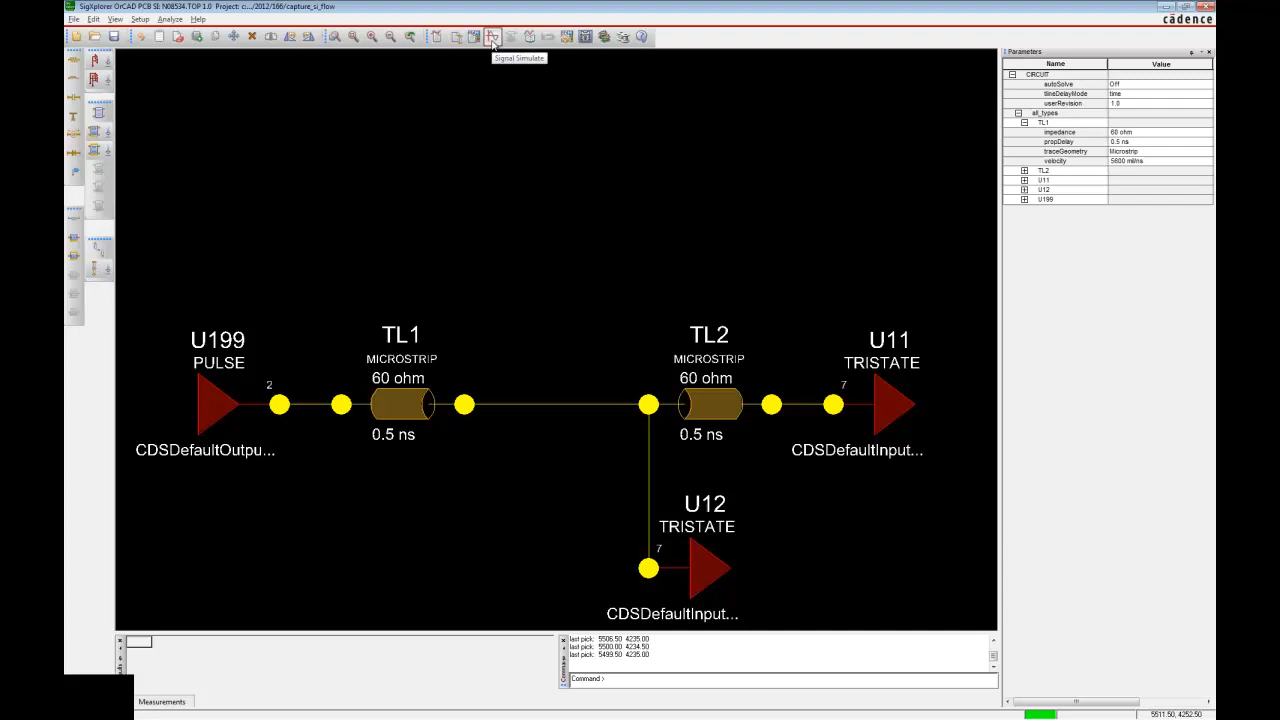 SigXplorer OrCAD PCB SI: N08534.TOP 1.0 Project: c:.../2012/166/capture_si_flow
File Edit View Setup Analyze Help
cādence
Signal Simulate
Parameters
Name Value
CIRCUIT
autoSolve Off
tlineDelayMode time
userRevision 1.0
all_types
TL1
impedance 60 ohm
propDelay 0.5 ns
traceGeometry Microstrip
velocity 5600 mil/ns
TL2
U11
U12
U199
U199
PULSE
2
CDSDefaultOutpu...
TL1
MICROSTRIP
60 ohm
0.5 ns
TL2
MICROSTRIP
60 ohm
0.5 ns
U11
TRISTATE
7
CDSDefaultInput...
U12
TRISTATE
7
CDSDefaultInput...
last pick: 5506.50 4235.00
last pick: 5500.00 4234.50
last pick: 5499.50 4235.00
Command >
Measurements
5511.50, 4252.50